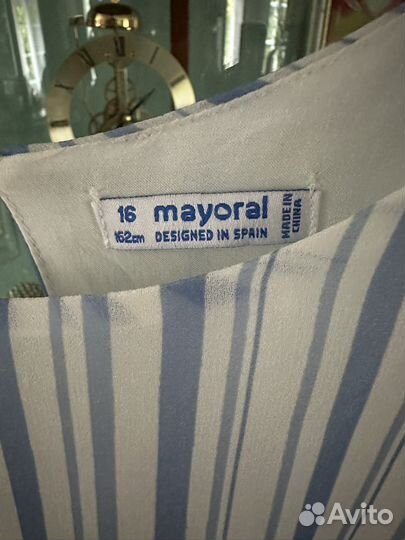 16 mayoral
162cm DESIGNED IN SPAIN
MADE IN
CHINA
Avito